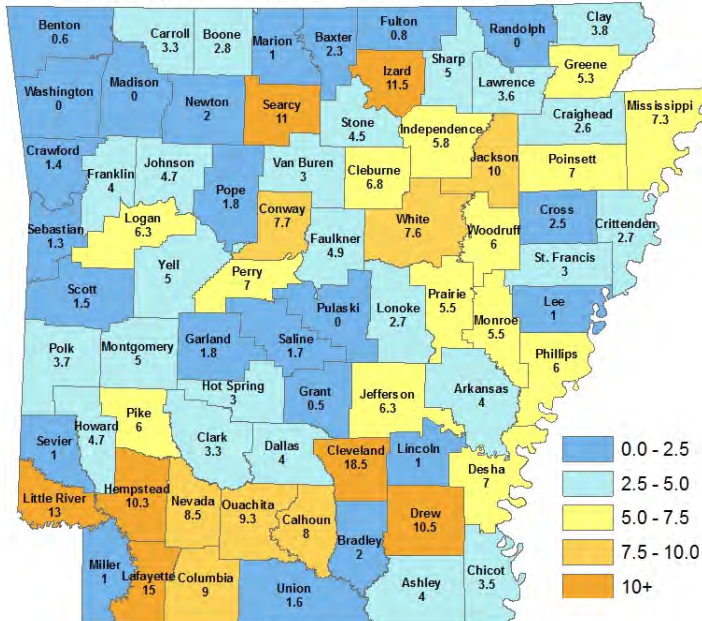 Benton
0.6
Carroll
3.3
Boone
2.8
Marion
1
Baxter
2.3
Fulton
0.8
Randolph
0
Clay
3.8
Washington
0
Madison
0
Newton
2
Searcy
11
Izard
11.5
Sharp
5
Lawrence
3.6
Greene
5.3
Craighead
2.6
Mississippi
7.3
Crawford
1.4
Franklin
4
Johnson
4.7
Pope
1.8
Van Buren
3
Stone
4.5
Cleburne
6.8
Independence
5.8
Jackson
10
Poinsett
7
Sebastian
1.3
Logan
6.3
Conway
7.7
Faulkner
4.9
White
7.6
Woodruff
6
Cross
2.5
Crittenden
2.7
St. Francis
3
Scott
1.5
Yell
5
Perry
7
Pulaski
0
Lonoke
2.7
Prairie
5.5
Monroe
5.5
Lee
1
Phillips
6
Polk
3.7
Montgomery
5
Garland
1.8
Saline
1.7
Hot Spring
3
Grant
0.5
Jefferson
6.3
Arkansas
4
Sevier
1
Howard
4.7
Pike
6
Clark
3.3
Dallas
4
Cleveland
18.5
Lincoln
1
Desha
7
Little River
13
Hempstead
10.3
Nevada
8.5
Ouachita
9.3
Calhoun
8
Bradley
2
Drew
10.5
Miller
1
Lafayette
15
Columbia
9
Union
1.6
Ashley
4
Chicot
3.5
0.0 - 2.5
2.5 - 5.0
5.0 - 7.5
7.5 - 10.0
10+